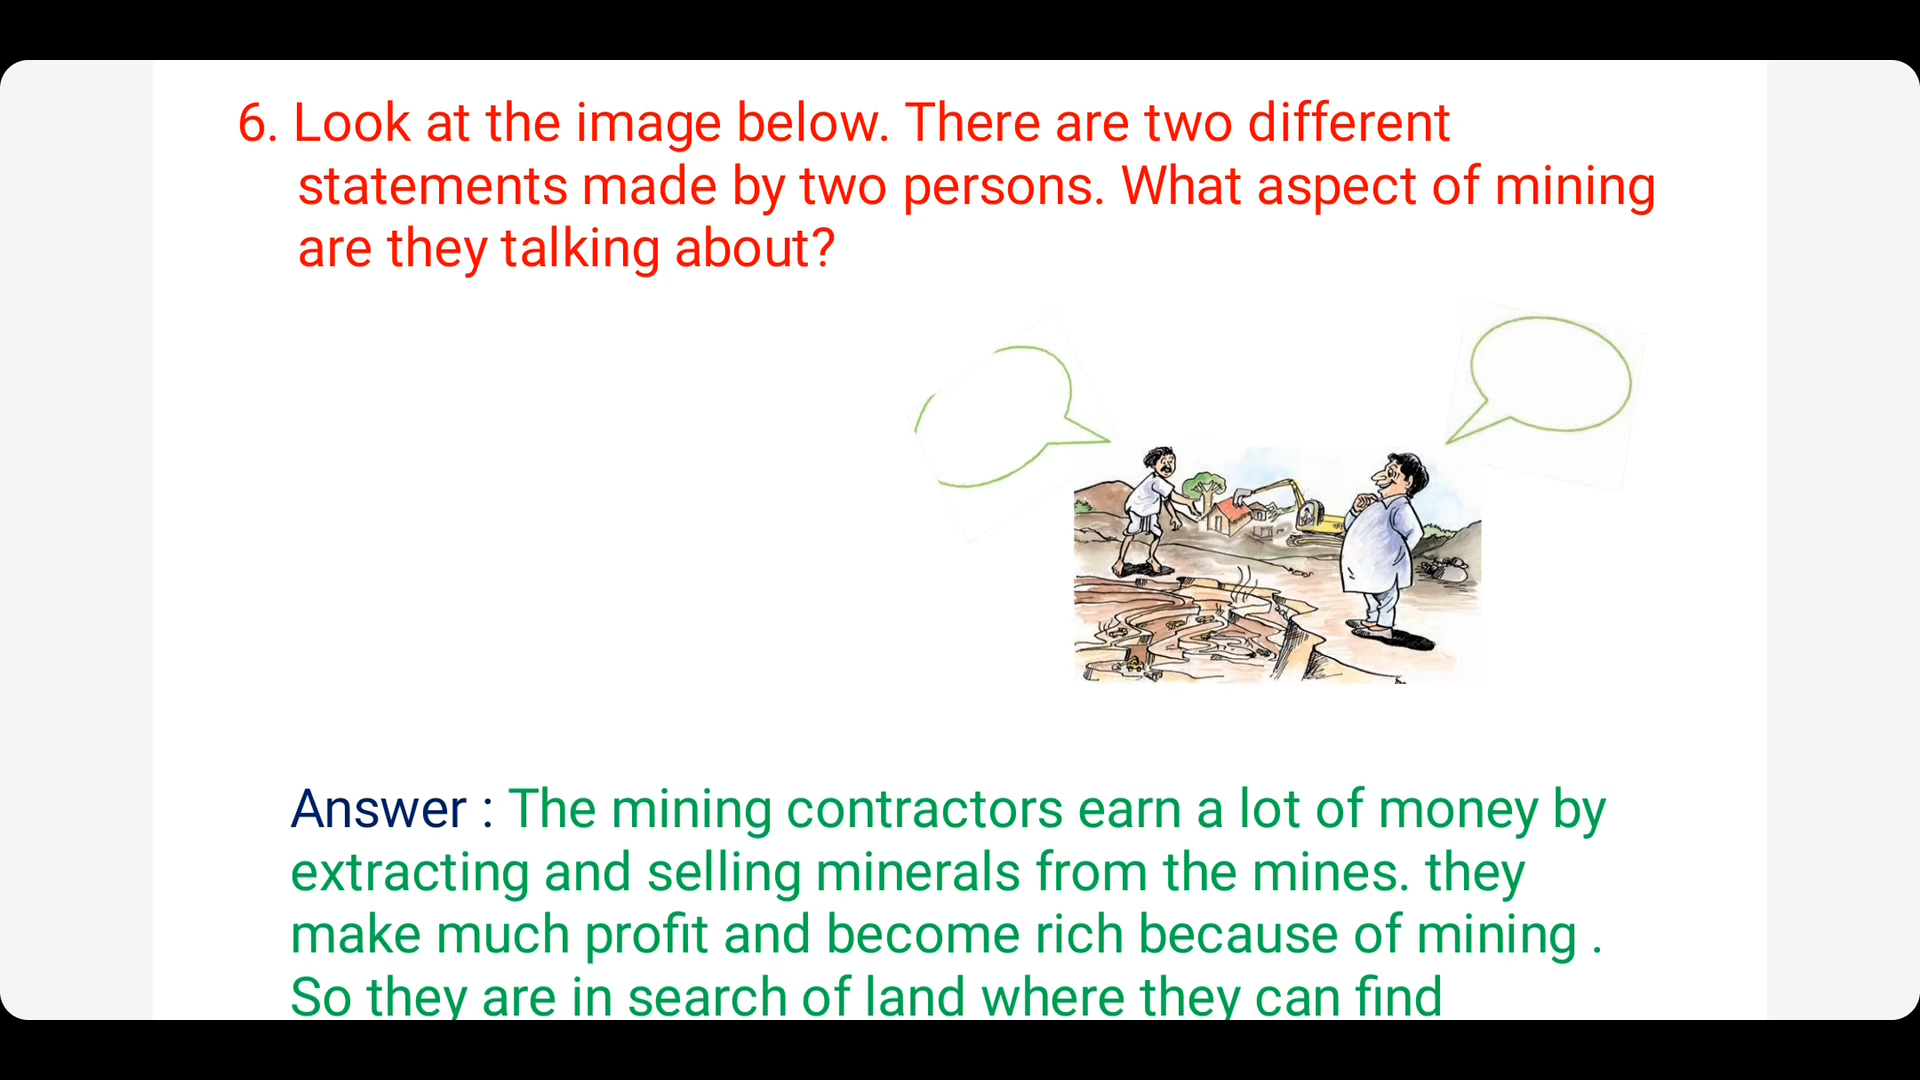 6. Look at the image below. There are two different
statements made by two persons. What aspect of mining
are they talking about?
Answer : The mining contractors earn a lot of money by
extracting and selling minerals from the mines. they
make much profit and become rich because of mining .
So they are in search of land where they can find